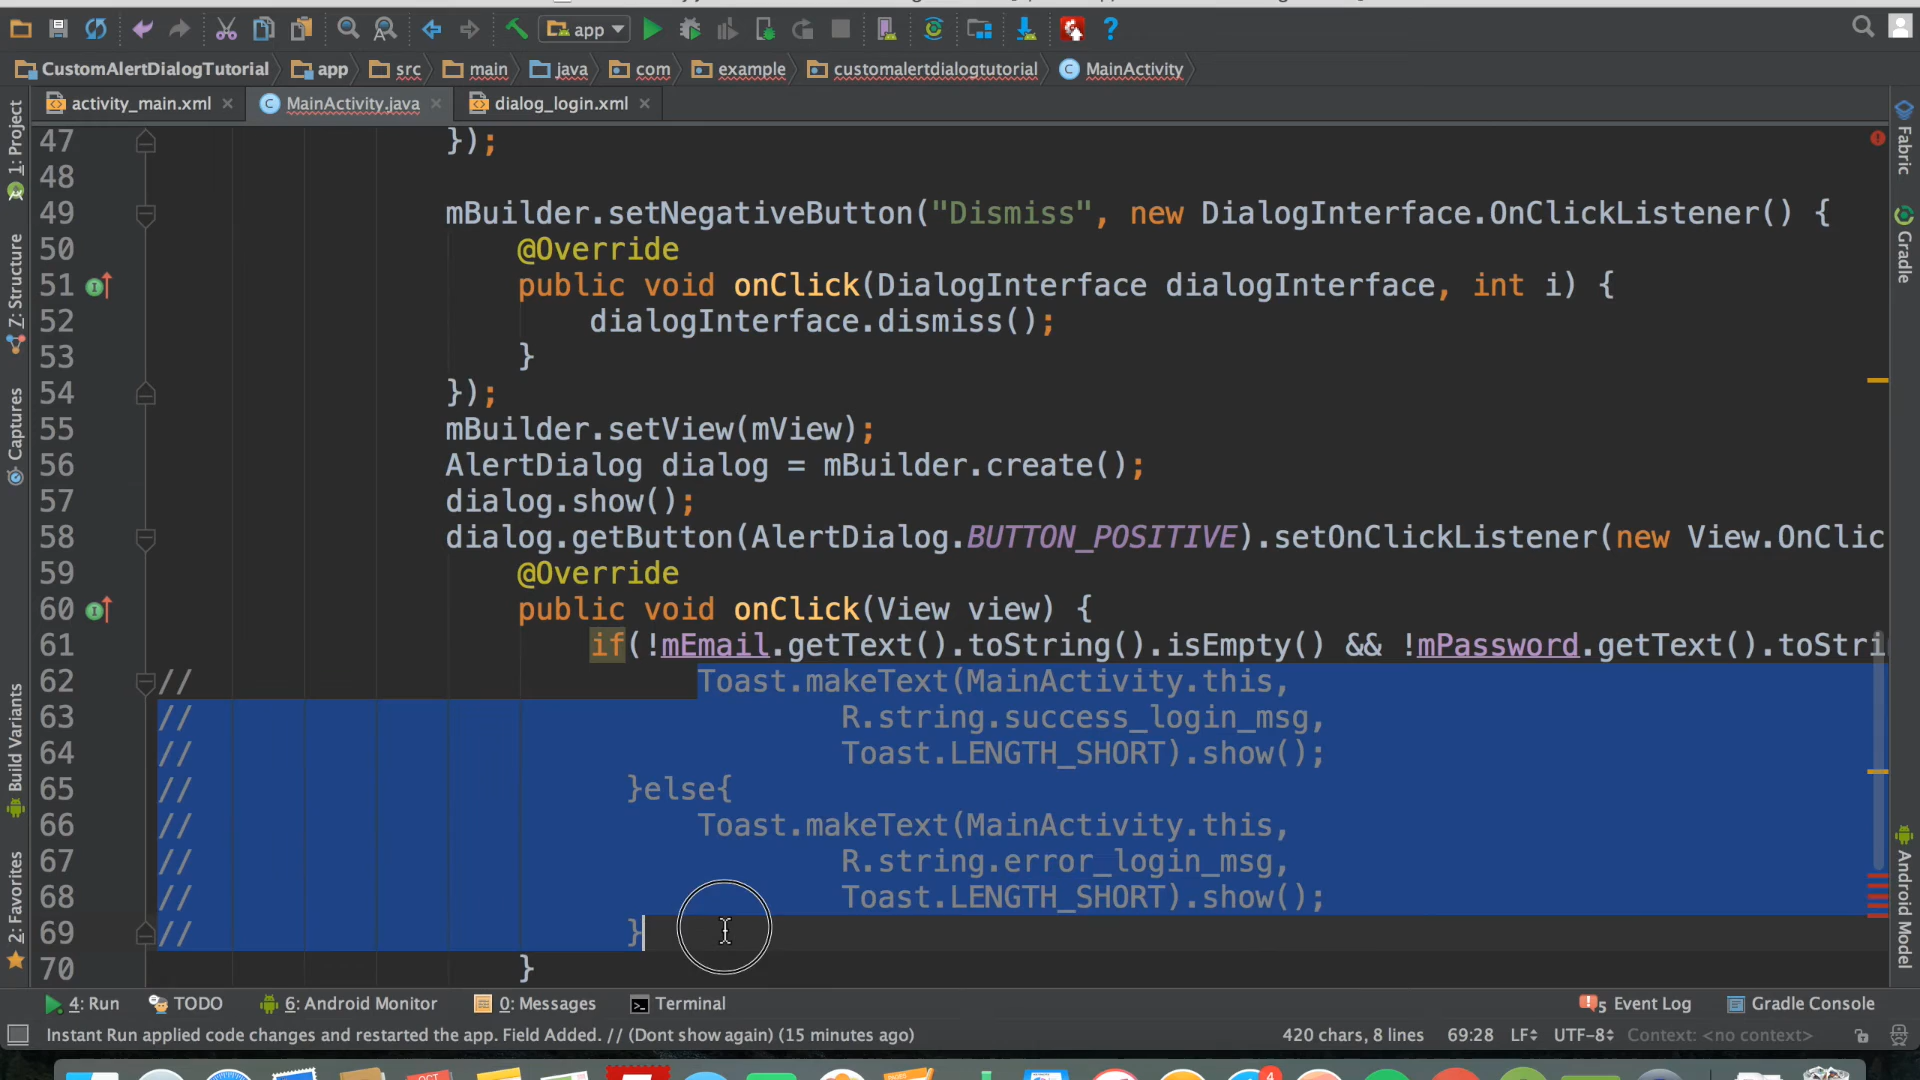 app
CustomAlertDialogTutorial app src main java com example customalertdialogtutorial MainActivity
activity_main.xml MainActivity.java dialog_login.xml
1: Project
Z: Structure
Captures
Build Variants
2: Favorites
47 });
48
49 mBuilder.setNegativeButton("Dismiss", new DialogInterface.OnClickListener() {
50 @Override
51 public void onClick(DialogInterface dialogInterface, int i) {
52 dialogInterface.dismiss();
53 }
54 });
55 mBuilder.setView(mView);
56 AlertDialog dialog = mBuilder.create();
57 dialog.show();
58 dialog.getButton(AlertDialog.BUTTON_POSITIVE).setOnClickListener(new View.OnClic
59 @Override
60 public void onClick(View view) {
61 if(!mEmail.getText().toString().isEmpty() && !mPassword.getText().toStri
62 // Toast.makeText(MainActivity.this,
63 // R.string.success_login_msg,
64 // Toast.LENGTH_SHORT).show();
65 // }else{
66 // Toast.makeText(MainActivity.this,
67 // R.string.error_login_msg,
68 // Toast.LENGTH_SHORT).show();
69 // }
70 }
Fabric
Gradle
Android Model
4: Run TODO 6: Android Monitor 0: Messages Terminal 5 Event Log Gradle Console
Instant Run applied code changes and restarted the app. Field Added. // (Dont show again) (15 minutes ago) 420 chars, 8 lines 69:28 LF UTF-8 Context: <no context>